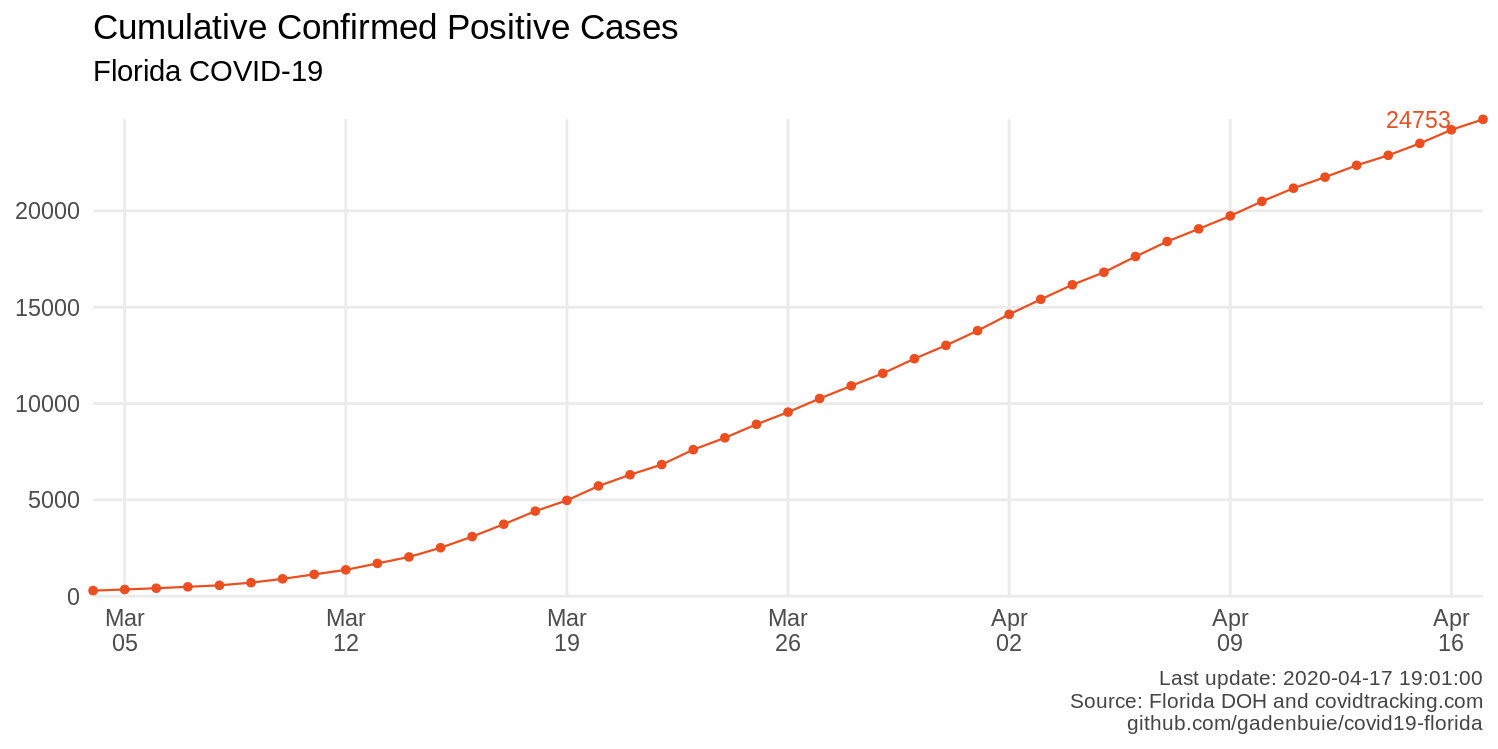 Cumulative Confirmed Positive Cases
Florida COVID-19
24753
20000
15000
10000
5000
0
Mar Mar Mar Mar Apr Apr Apr
05 12 19 26 02 09 16
Last update: 2020-04-17 19:01:00
Source: Florida DOH and covidtracking.com
github.com/gadenbuie/covid19-florida